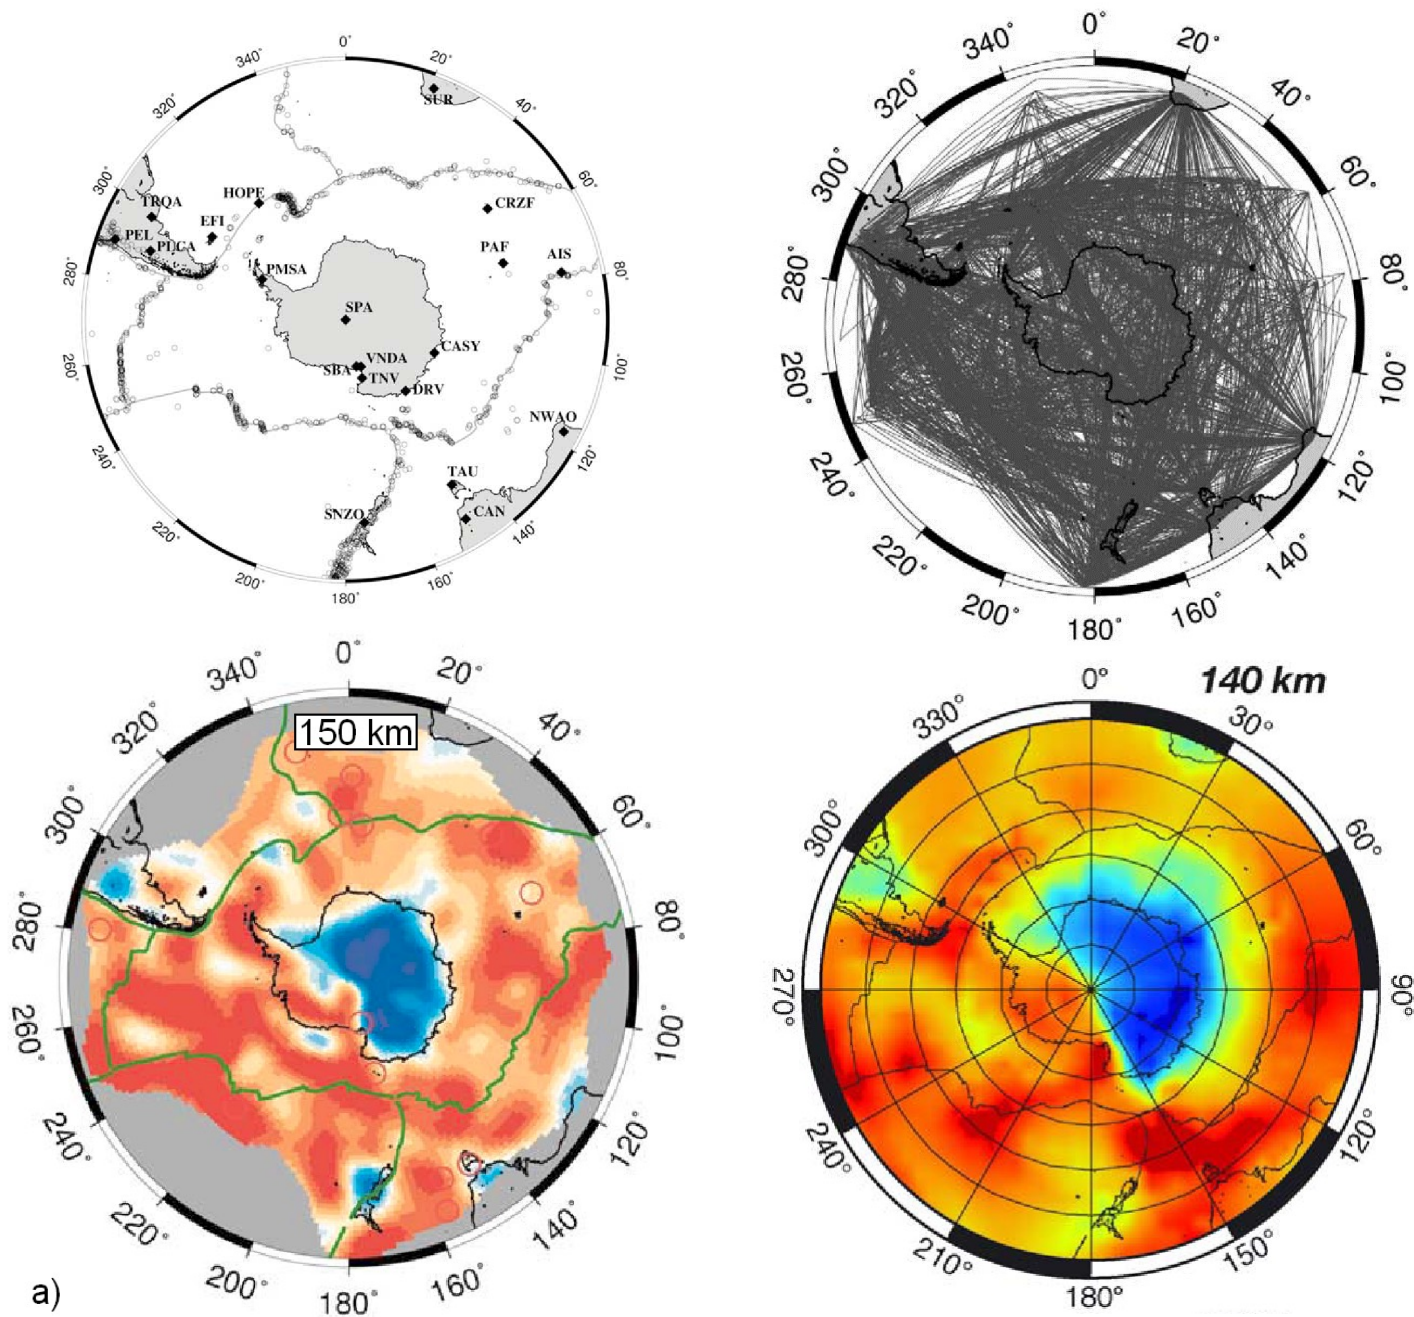 0°
20°
40°
60°
80°
100°
120°
140°
160°
180°
200°
220°
240°
260°
280°
300°
320°
340°
SUR
HOPE
CRZF
TRQA
EFI
PEL
PLCA
PAF
AIS
PMSA
SPA
CASY
VNDA
SBA
TNV
DRV
NWAO
TAU
SNZO
CAN
0°
20°
40°
60°
80°
100°
120°
140°
160°
180°
200°
220°
240°
260°
280°
300°
320°
340°
0°
20°
40°
60°
80°
100°
120°
140°
160°
180°
200°
220°
240°
260°
280°
300°
320°
340°
150 km
a)
140 km
0°
30°
60°
90°
120°
150°
180°
210°
240°
270°
300°
330°